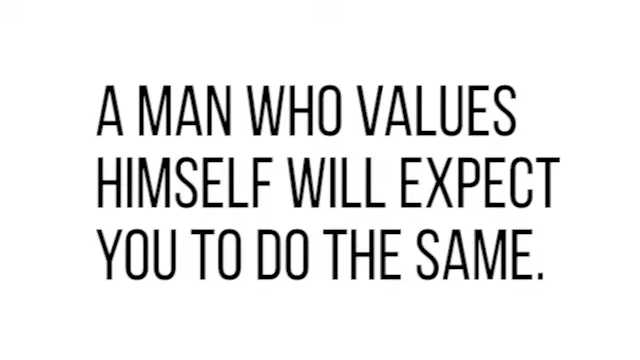 A MAN WHO VALUES
HIMSELF WILL EXPECT
YOU TO DO THE SAME.